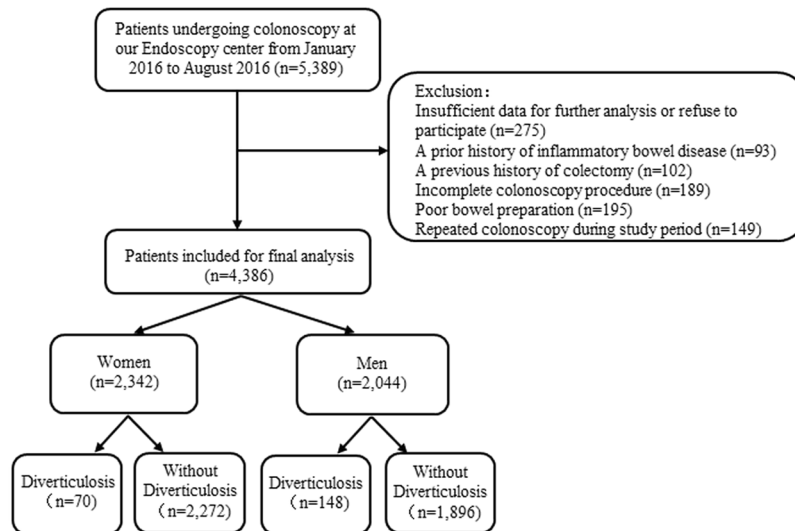 Patients undergoing colonoscopy at
our Endoscopy center from January
2016 to August 2016 (n=5,389)
Exclusion：
Insufficient data for further analysis or refuse to
participate (n=275)
A prior history of inflammatory bowel disease (n=93)
A previous history of colectomy (n=102)
Incomplete colonoscopy procedure (n=189)
Poor bowel preparation (n=195)
Repeated colonoscopy during study period (n=149)
Patients included for final analysis
(n=4,386)
Women
(n=2,342)
Men
(n=2,044)
Diverticulosis
（n=70）
Without
Diverticulosis
（n=2,272）
Diverticulosis
（n=148）
Without
Diverticulosis
（n=1,896）